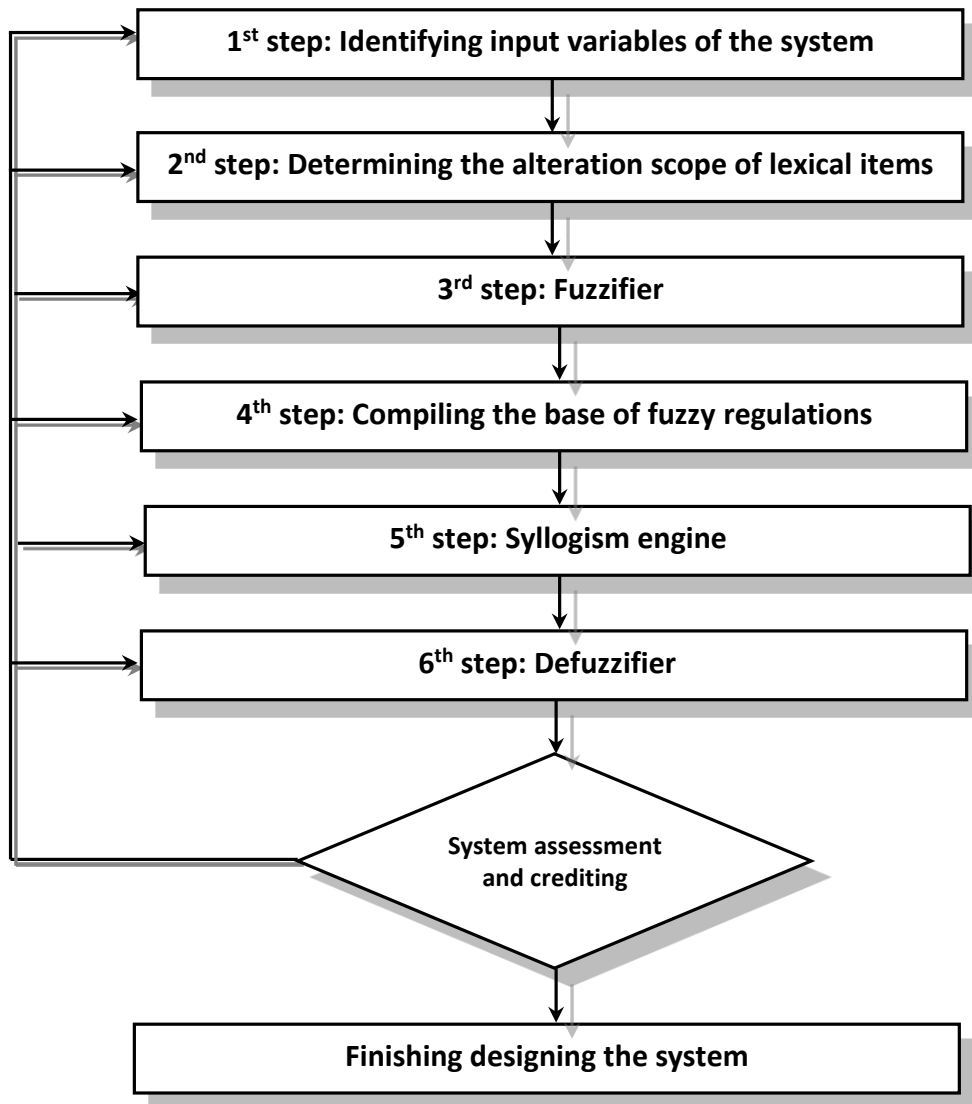 1st step: Identifying input variables of the system
2nd step: Determining the alteration scope of lexical items
3rd step: Fuzzifier
4th step: Compiling the base of fuzzy regulations
5th step: Syllogism engine
6th step: Defuzzifier
System assessment
and crediting
Finishing designing the system